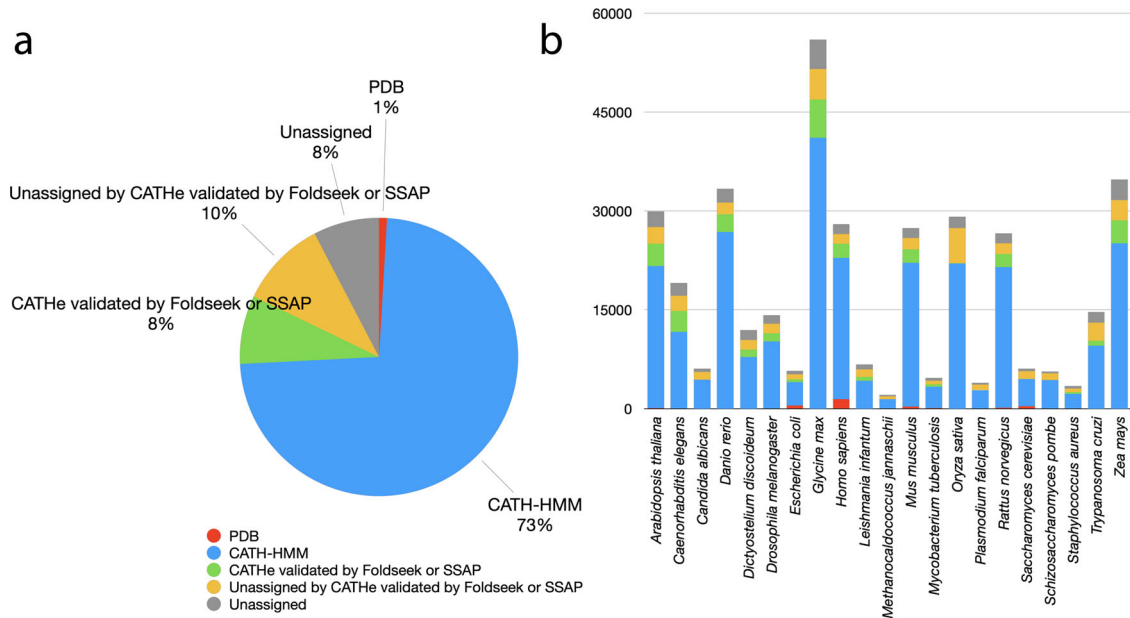 a
PDB
1%
Unassigned
8%
Unassigned by CATHe validated by Foldseek or SSAP
10%
CATHe validated by Foldseek or SSAP
8%
CATH-HMM
73%
PDB
CATH-HMM
CATHe validated by Foldseek or SSAP
Unassigned by CATHe validated by Foldseek or SSAP
Unassigned
b
60000
45000
30000
15000
0
Arabidopsis thaliana
Caenorhabditis elegans
Candida albicans
Danio rerio
Dictyostelium discoideum
Drosophila melanogaster
Escherichia coli
Glycine max
Homo sapiens
Leishmania infantum
Methanocaldococcus jannaschii
Mus musculus
Mycobacterium tuberculosis
Oryza sativa
Plasmodium falciparum
Rattus norvegicus
Saccharomyces cerevisiae
Schizosaccharomyces pombe
Staphylococcus aureus
Trypanosoma cruzi
Zea mays